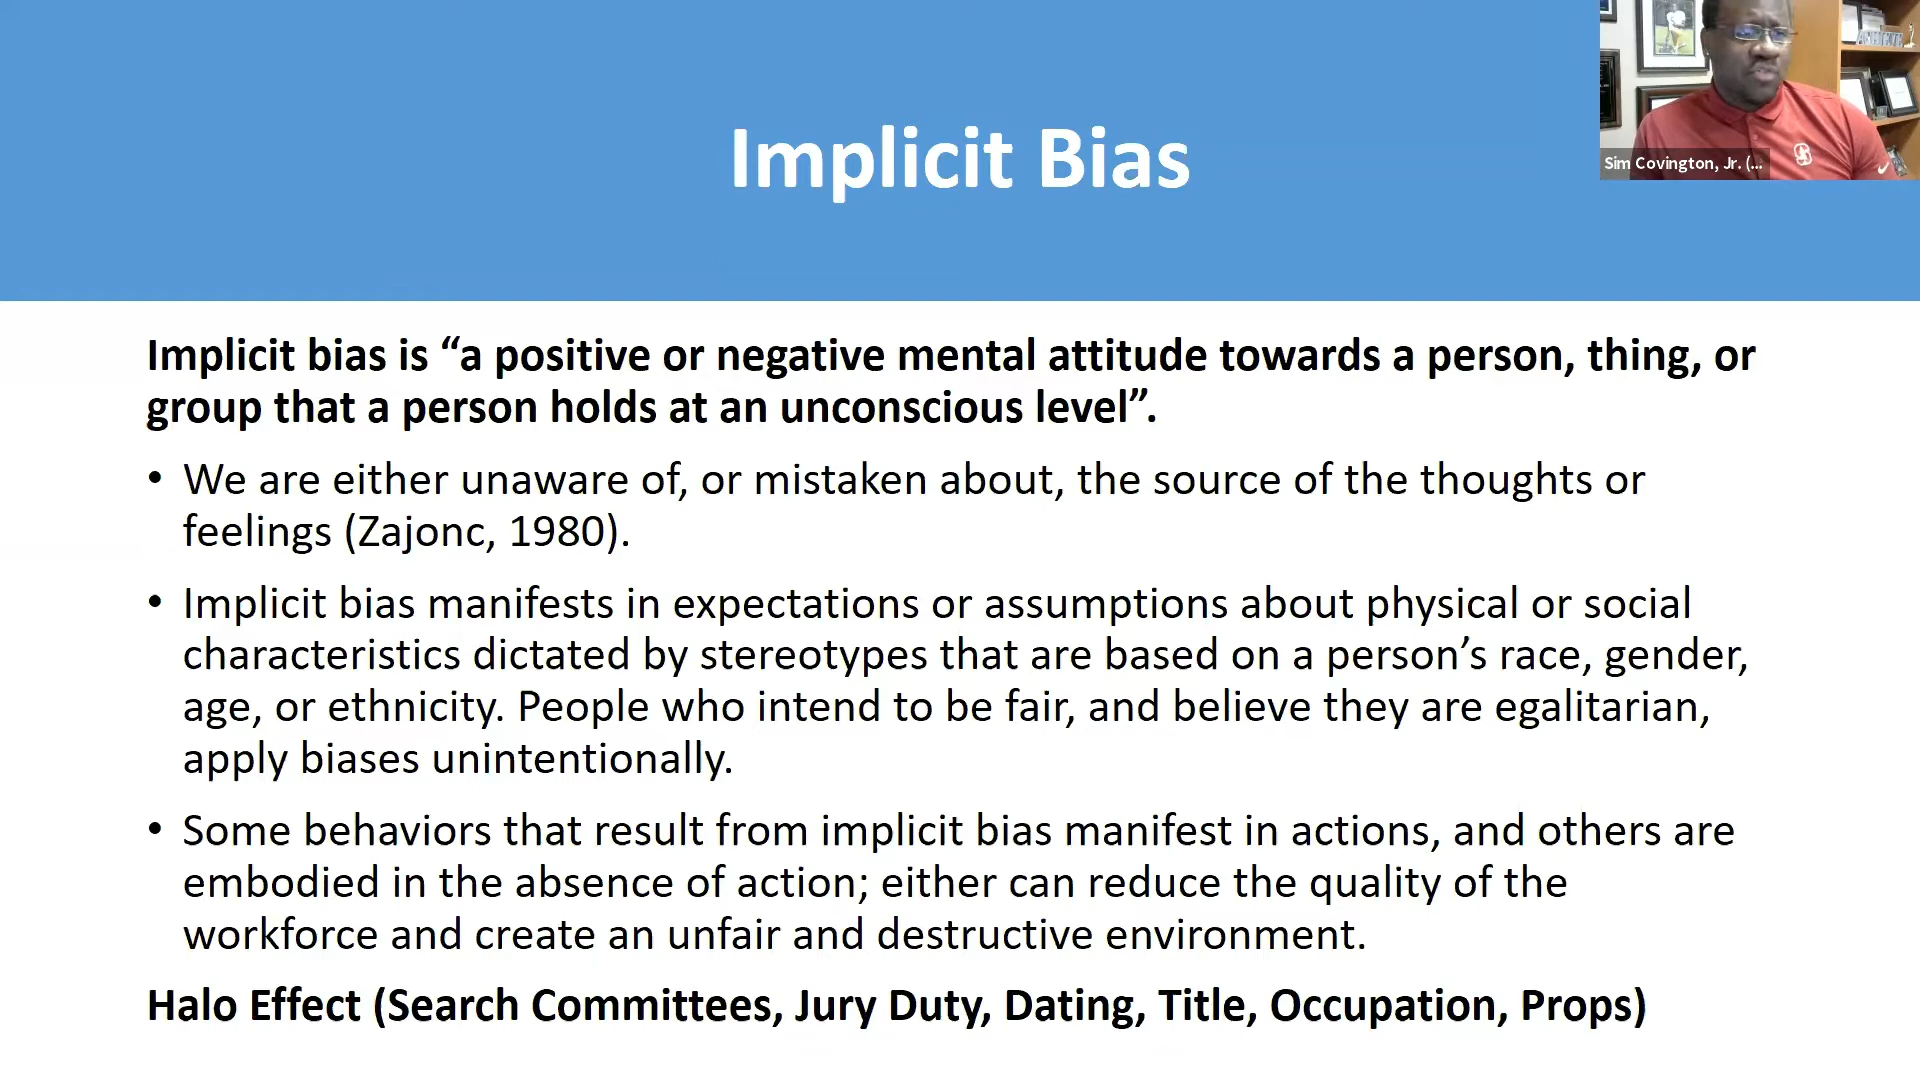 Implicit Bias
Sim Covington, Jr. (...
Implicit bias is “a positive or negative mental attitude towards a person, thing, or
group that a person holds at an unconscious level”.
• We are either unaware of, or mistaken about, the source of the thoughts or
feelings (Zajonc, 1980).
• Implicit bias manifests in expectations or assumptions about physical or social
characteristics dictated by stereotypes that are based on a person’s race, gender,
age, or ethnicity. People who intend to be fair, and believe they are egalitarian,
apply biases unintentionally.
• Some behaviors that result from implicit bias manifest in actions, and others are
embodied in the absence of action; either can reduce the quality of the
workforce and create an unfair and destructive environment.
Halo Effect (Search Committees, Jury Duty, Dating, Title, Occupation, Props)